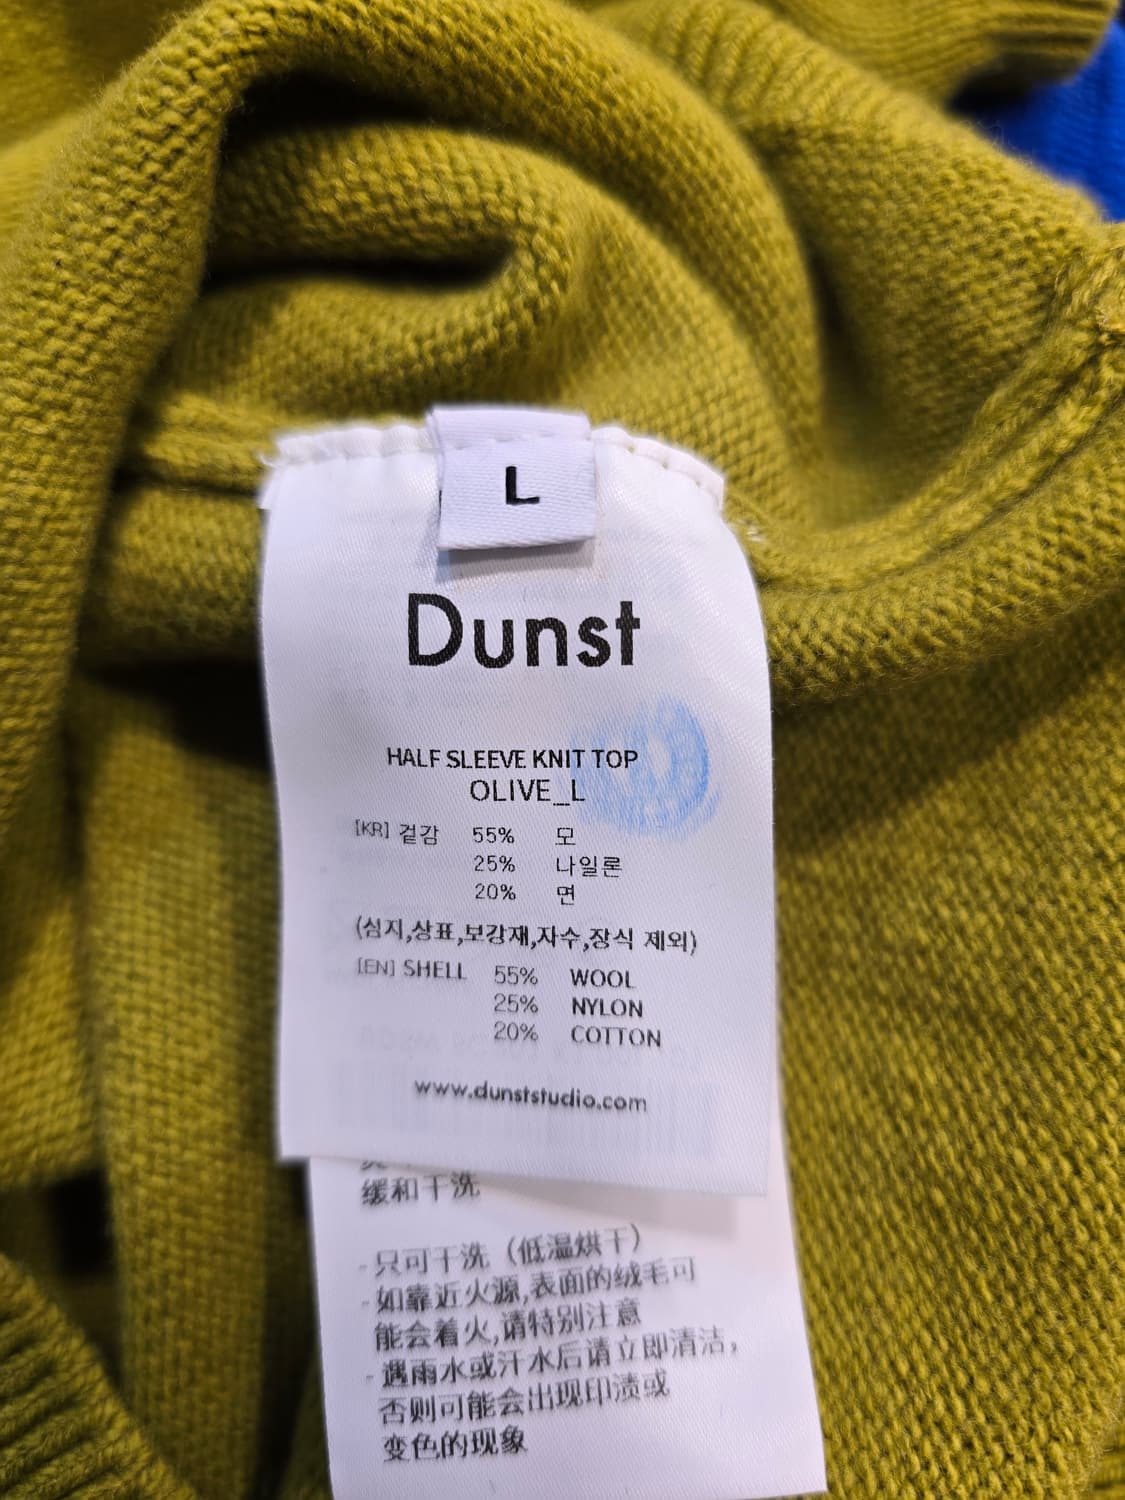 L
Dunst
HALF SLEEVE KNIT TOP
OLIVE_L
[KR] 겉감 55% 모
25% 나일론
20% 면
(심지,상표,보강재,자수,장식 제외)
[EN] SHELL 55% WOOL
25% NYLON
20% COTTON
www.dunststudio.com
缓和干洗
- 只可干洗（低温烘干）
- 如靠近火源,表面的绒毛可
能会着火,请特别注意
- 遇雨水或汗水后请立即清洁，
否则可能会出现印渍或
变色的现象